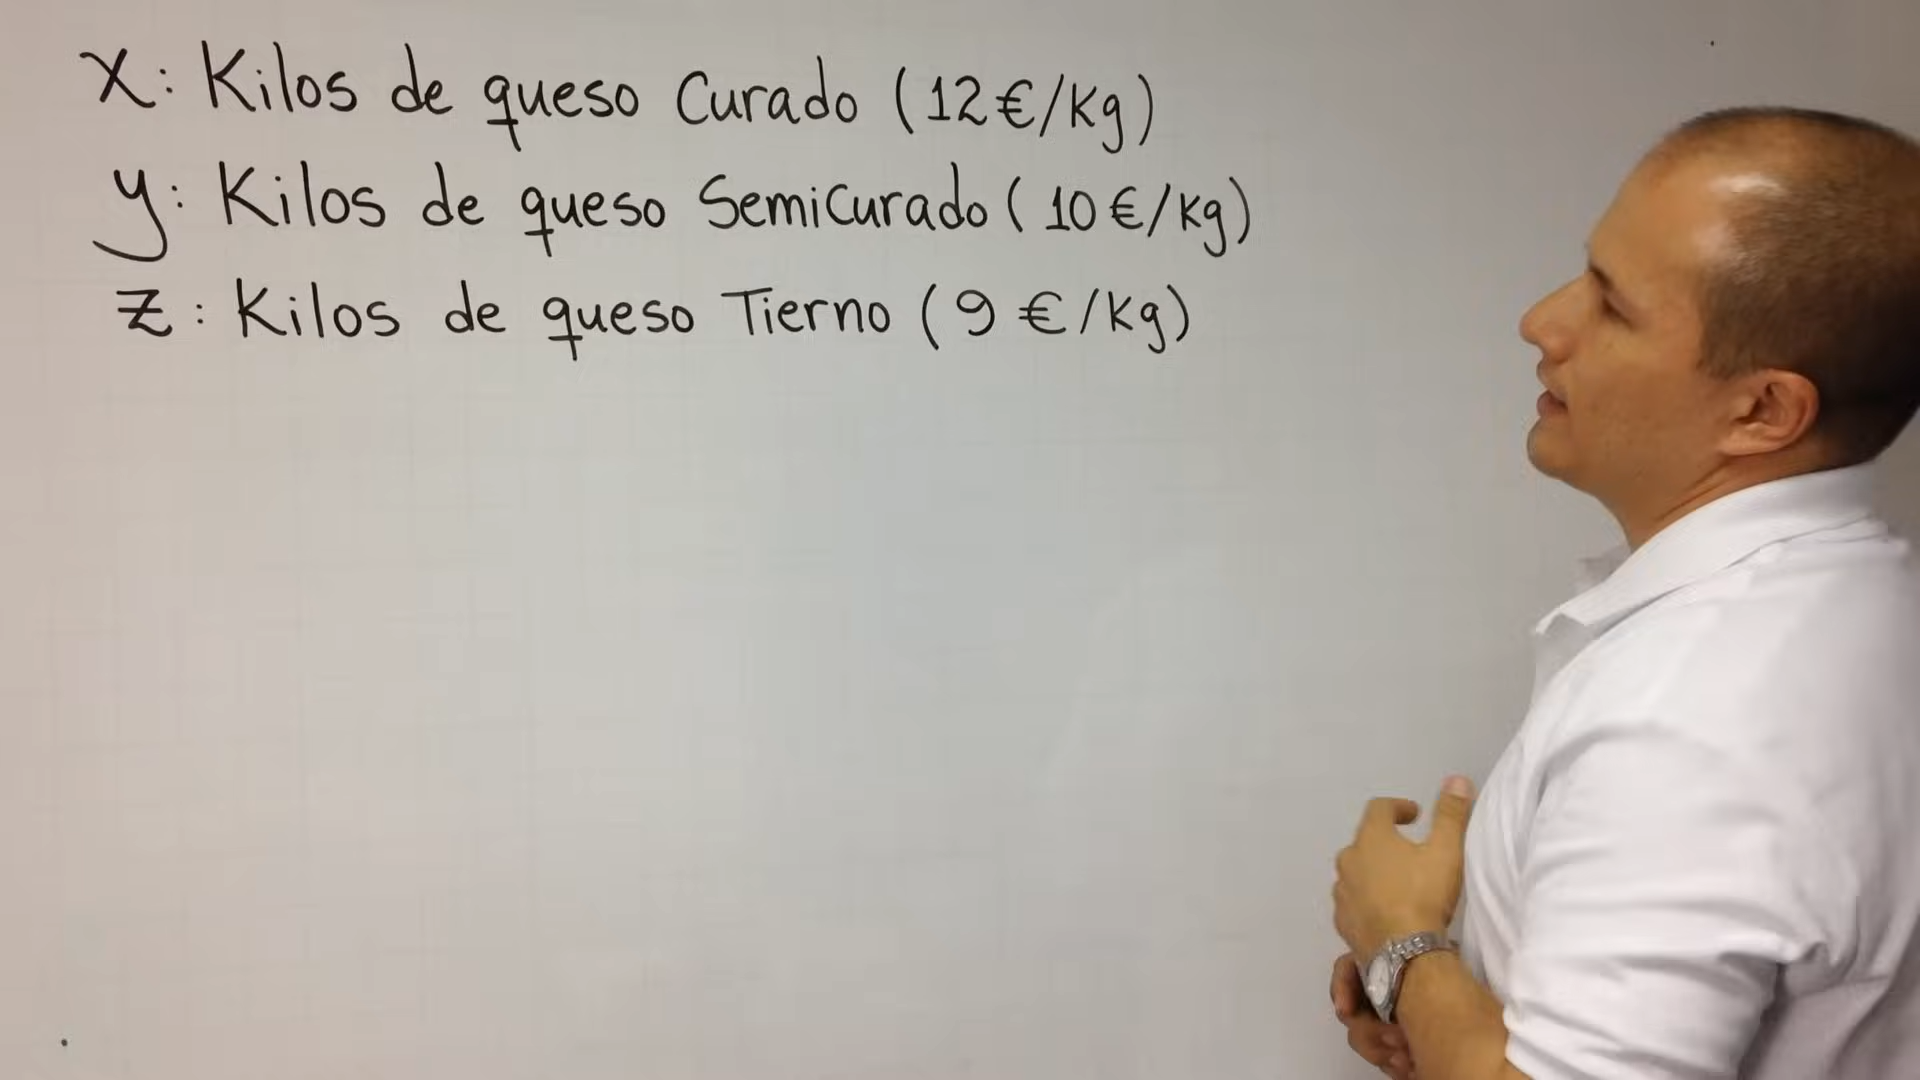 x: Kilos de queso Curado (12€/Kg)
y: Kilos de queso Semicurado (10€/Kg)
z: Kilos de queso Tierno (9 €/Kg)